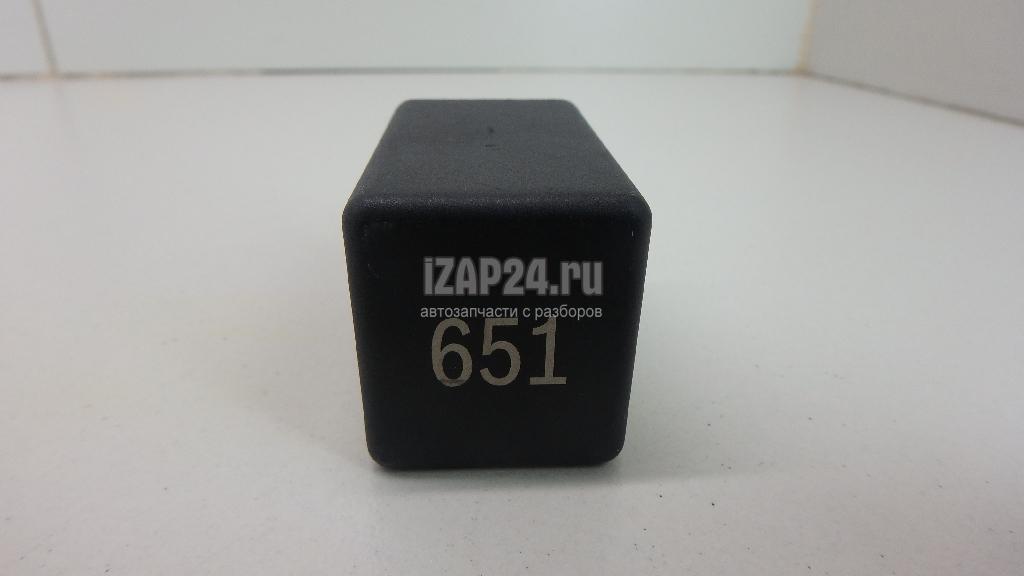 iZAP24.ru
автозапчасти с разборов
651